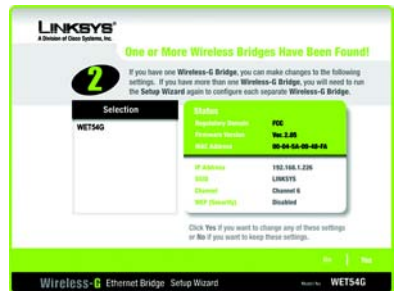 LINKSYS®
A Division of Cisco Systems, Inc.
One or More Wireless Bridges Have Been Found!
2
If you have one Wireless-G Bridge, you can make changes to the following
settings. If you have more than one Wireless-G Bridge, you will need to run
the Setup Wizard again to configure each separate Wireless-G Bridge.
Selection
WET54G
Status
Regulatory Domain FCC
Firmware Version Ver. 2.05
MAC Address 00-04-5A-00-48-FA
IP Address 192.168.1.226
SSID LINKSYS
Channel Channel 6
WEP (Security) Disabled
Click Yes if you want to change any of these settings
or No if you want to keep these settings.
No | Yes
Wireless-G Ethernet Bridge Setup Wizard Model No. WET54G